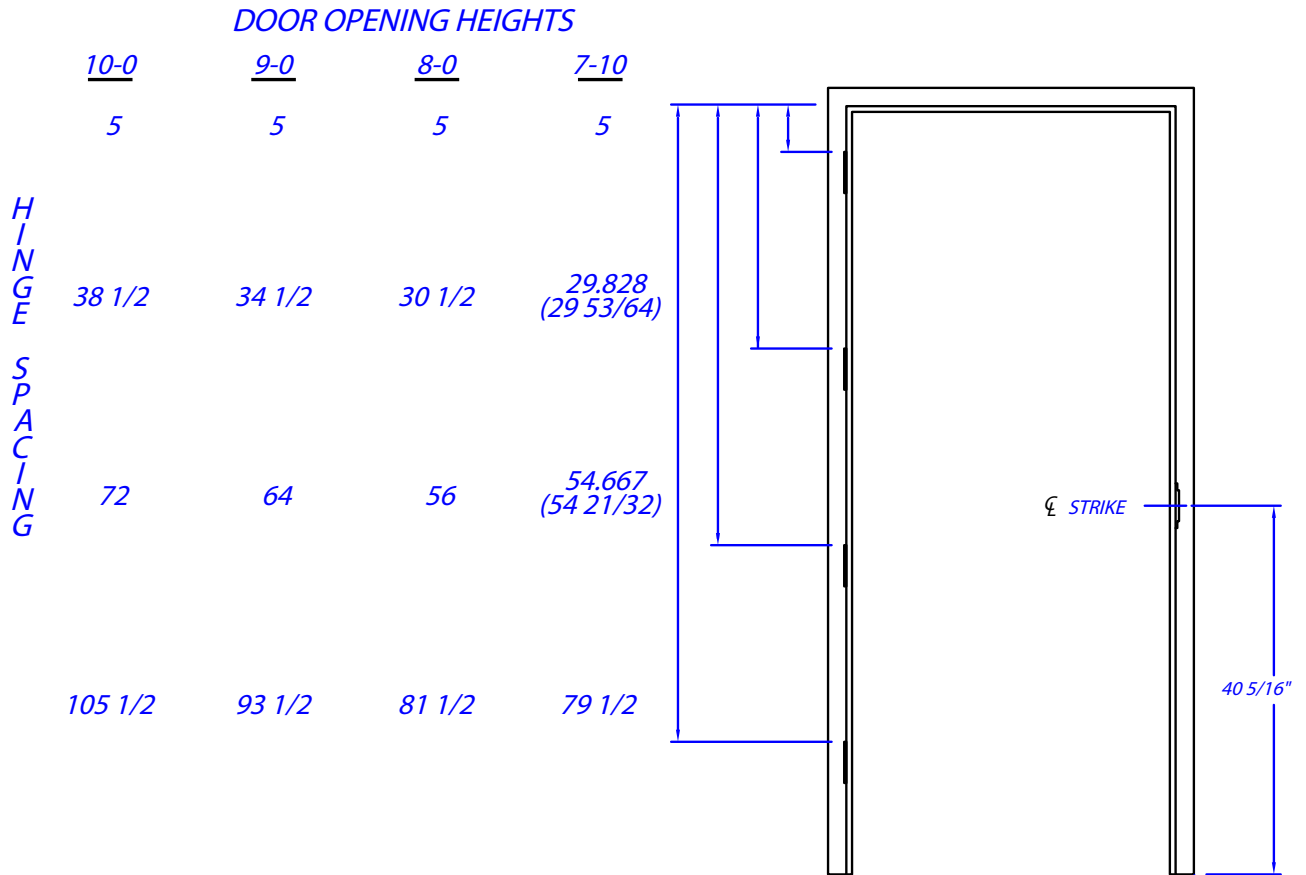 DOOR OPENING HEIGHTS
10-0 9-0 8-0 7-10
5 5 5 5
HINGE SPACING
38 1/2 34 1/2 30 1/2 29.828
(29 53/64)
72 64 56 54.667
(54 21/32)
℄ STRIKE
105 1/2 93 1/2 81 1/2 79 1/2
40 5/16"